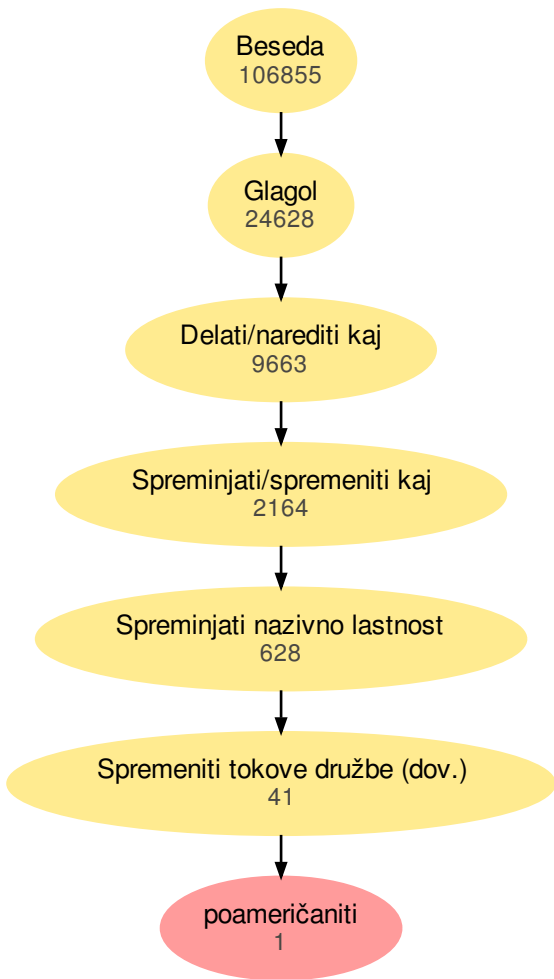 Beseda
106855
Glagol
24628
Delati/narediti kaj
9663
Spreminjati/spremeniti kaj
2164
Spreminjati nazivno lastnost
628
Spremeniti tokove družbe (dov.)
41
poameričaniti
1